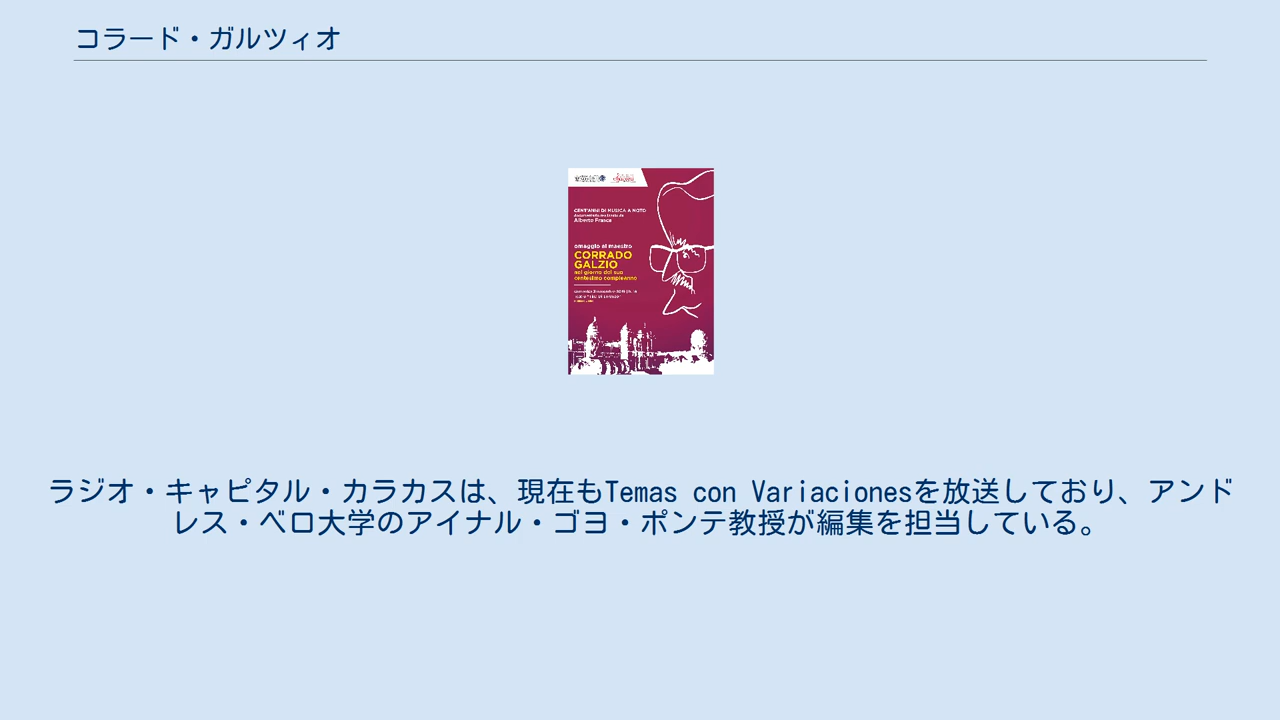 コラード・ガルツィオ
CENT'ANNI DI MUSICA A NOTO
Alberto Frasca
omaggio al maestro
CORRADO
GALZIO
nel giorno del suo
centesimo compleanno
ラジオ・キャピタル・カラカスは、現在もTemas con Variacionesを放送しており、アンド
レス・ベロ大学のアイナル・ゴヨ・ポンテ教授が編集を担当している。